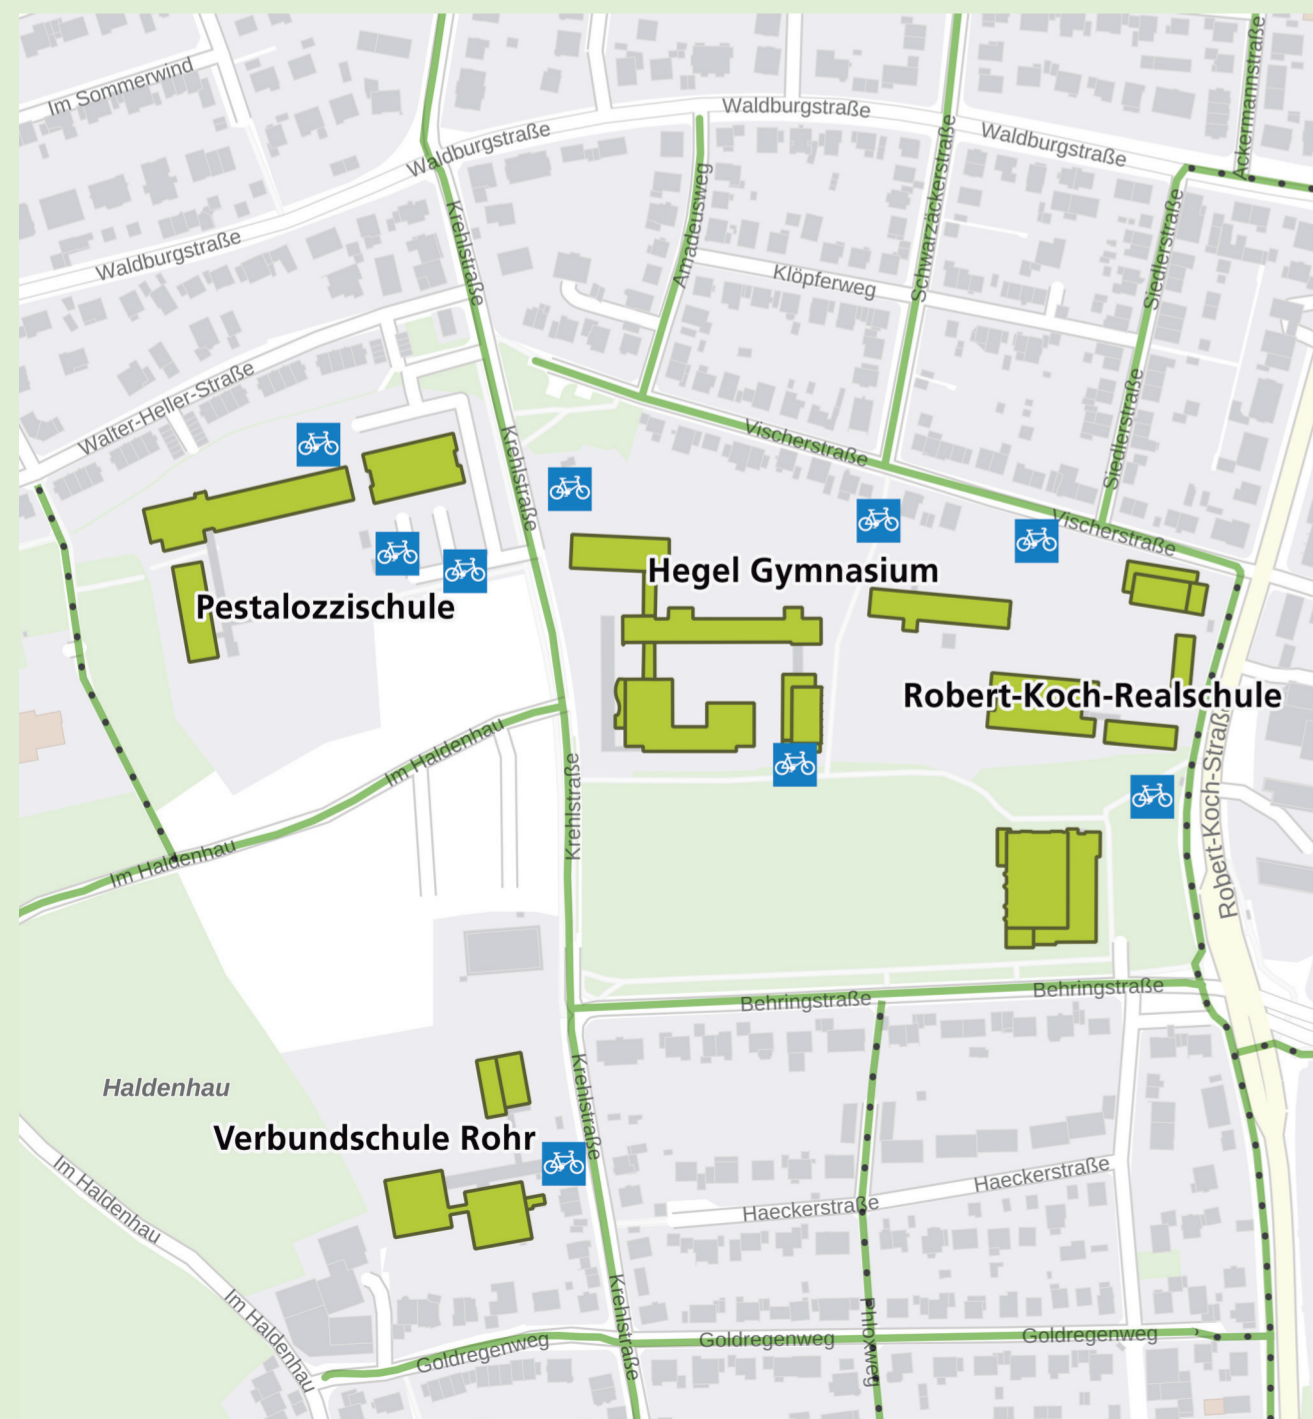 Im Sommerwind
Waldburgstraße
Waldburgstraße
Waldburgstraße
Waldburgstraße
Ackermannstraße
Krehlstraße
Amadeusweg
Schwarzäckerstraße
Siedlerstraße
Klöpferweg
Walter-Heller-Straße
Krehlstraße
Vischerstraße
Siedlerstraße
Vischerstraße
Hegel Gymnasium
Pestalozzischule
Robert-Koch-Realschule
Im Haldenhau
Krehlstraße
Robert-Koch-Straße
Im Haldenhau
Behringstraße
Behringstraße
Haldenhau
Krehlstraße
Verbundschule Rohr
Im Haldenhau
Haeckerstraße
Haeckerstraße
Im Haldenhau
Krehlstraße
Goldregenweg
Goldregenweg
Phloxweg
Goldregenweg